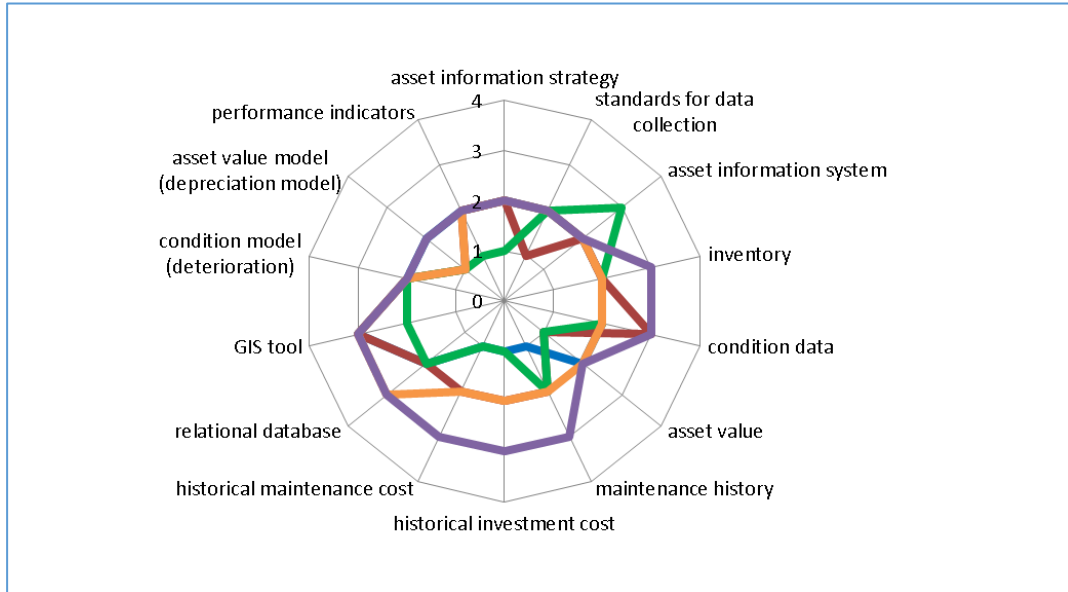 asset information strategy
standards for data
collection
asset information system
inventory
condition data
asset value
maintenance history
historical investment cost
historical maintenance cost
relational database
GIS tool
condition model
(deterioration)
asset value model
(depreciation model)
performance indicators
4
3
2
1
0